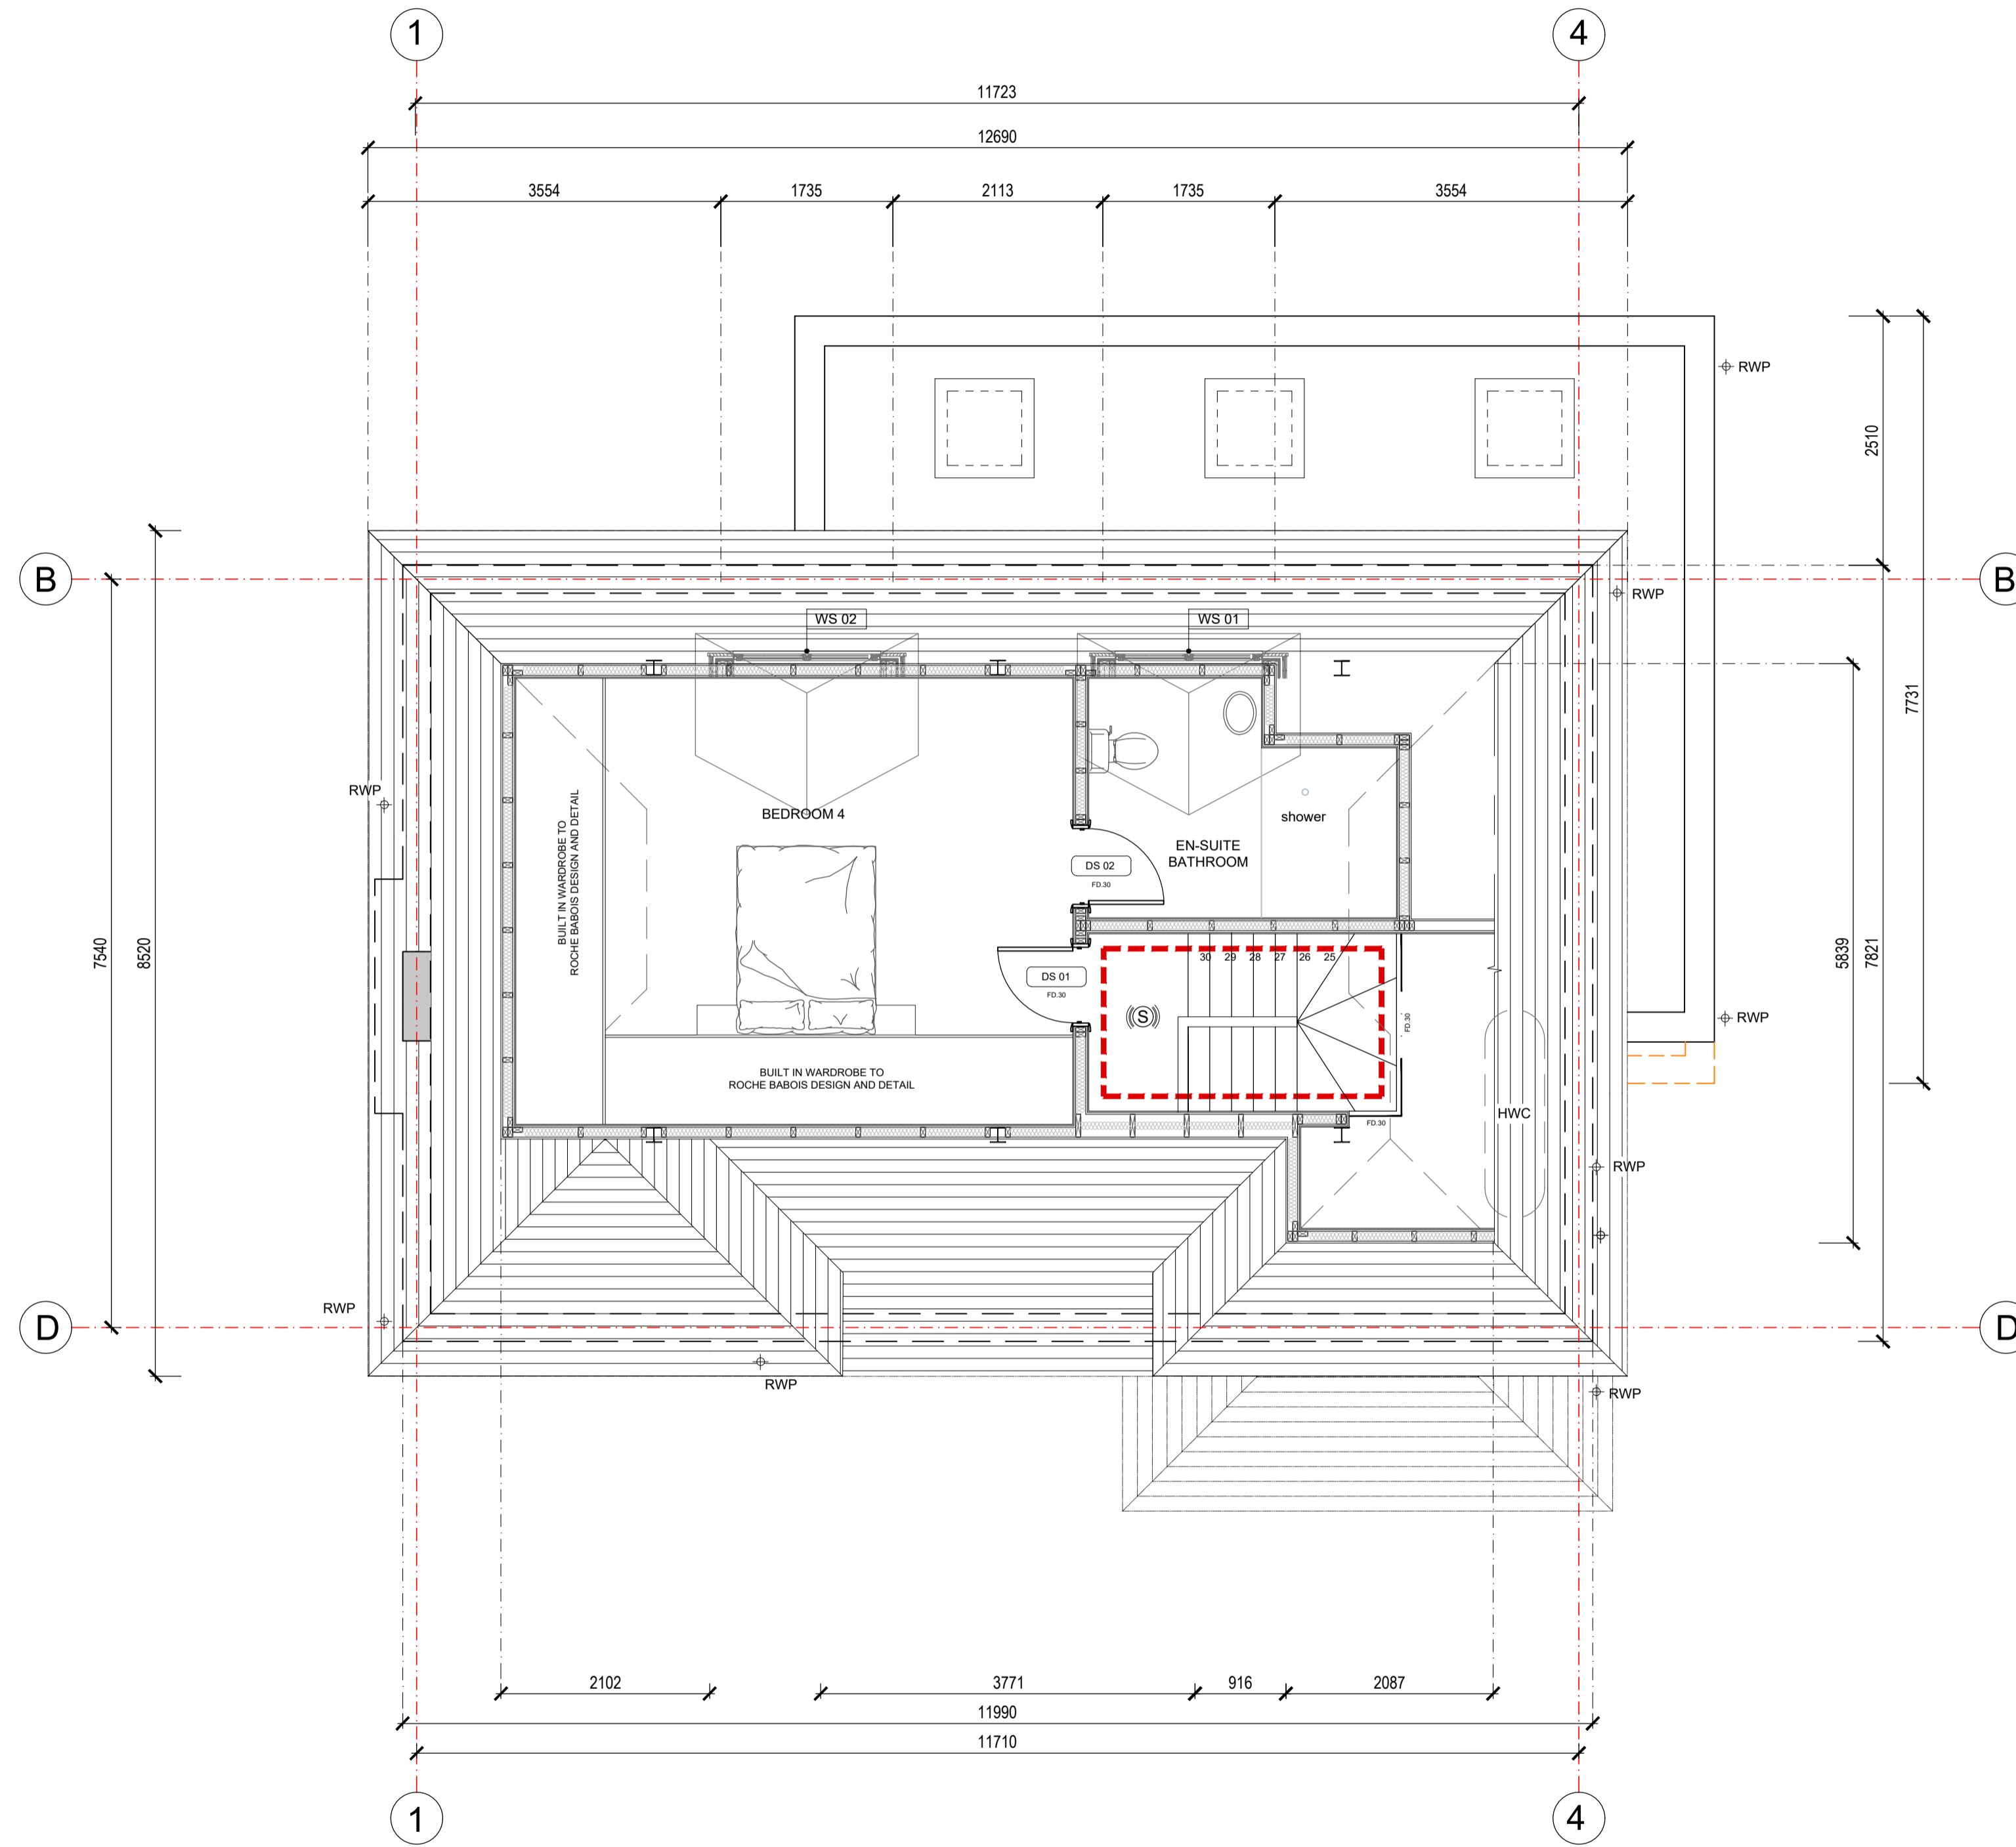 1
4
11723
12690
3554
1735
2113
1735
3554
RWP
2510
B
B
RWP
WS 02
WS 01
7731
RWP
BEDROOM 4
shower
EN-SUITE
BATHROOM
DS 02
FD.30
BUILT IN WARDROBE TO
ROCHE BABOIS DESIGN AND DETAIL
7540
8520
5839
7821
30
29
28
27
26
25
DS 01
FD.30
S
FD.30
RWP
BUILT IN WARDROBE TO
ROCHE BABOIS DESIGN AND DETAIL
HWC
FD.30
RWP
RWP
D
D
RWP
RWP
2102
3771
916
2087
11990
11710
1
4